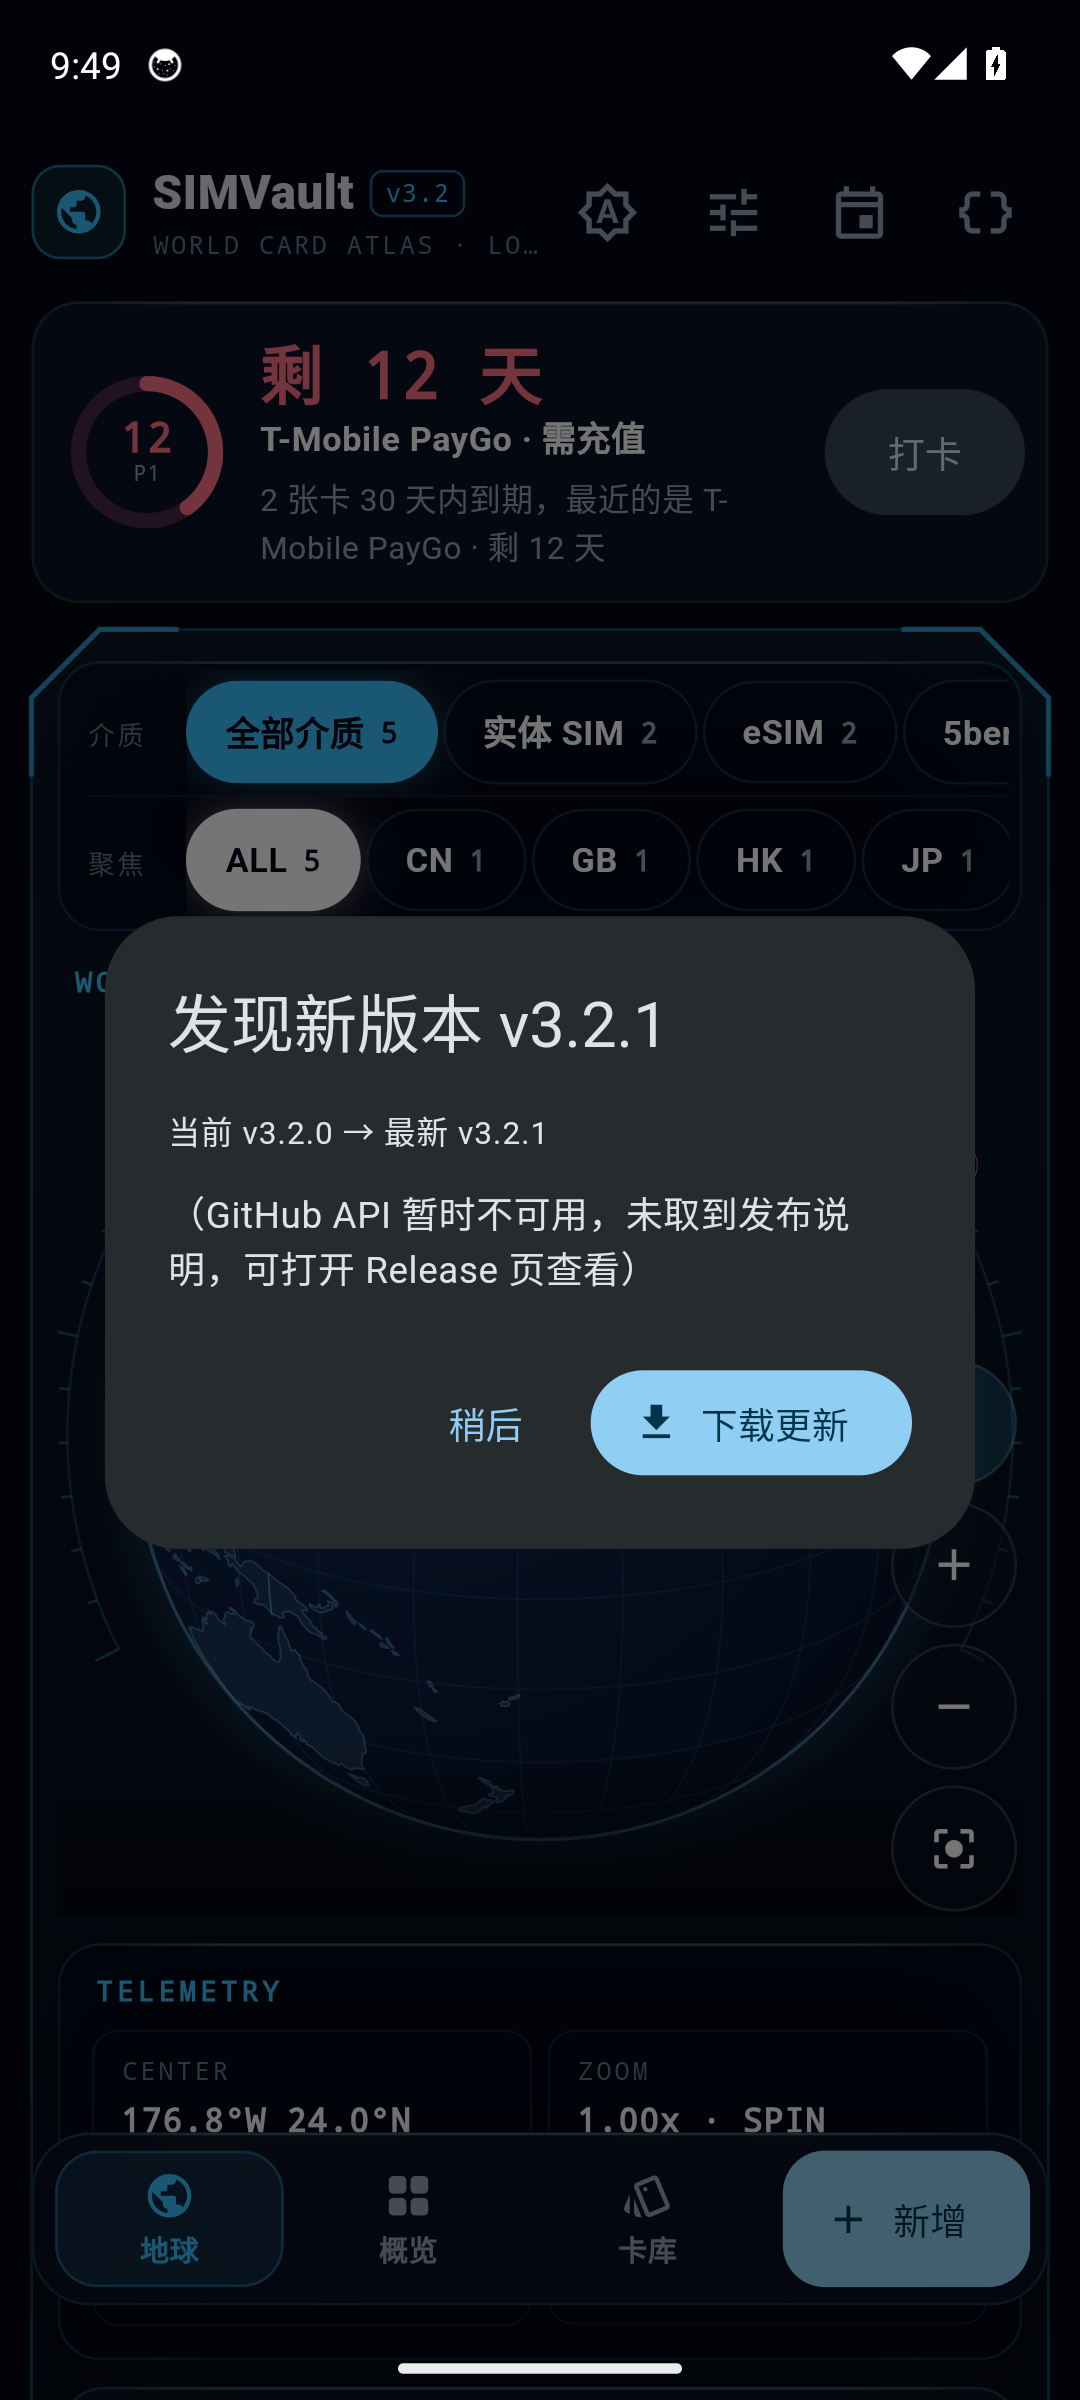 9:49
SIMVault v3.2
WORLD CARD ATLAS · LO…
A
剩 12 天
12
P1
T-Mobile PayGo · 需充值
2 张卡 30 天内到期，最近的是 T-
Mobile PayGo · 剩 12 天
打卡
介质 全部介质 5 实体 SIM 2 eSIM 2 5ber
聚焦 ALL 5 CN 1 GB 1 HK 1 JP 1
WO
发现新版本 v3.2.1
当前 v3.2.0 → 最新 v3.2.1
（GitHub API 暂时不可用，未取到发布说
明，可打开 Release 页查看）
稍后 下载更新
TELEMETRY
CENTER ZOOM
176.8°W 24.0°N 1.00x · SPIN
地球 概览 卡库 新增